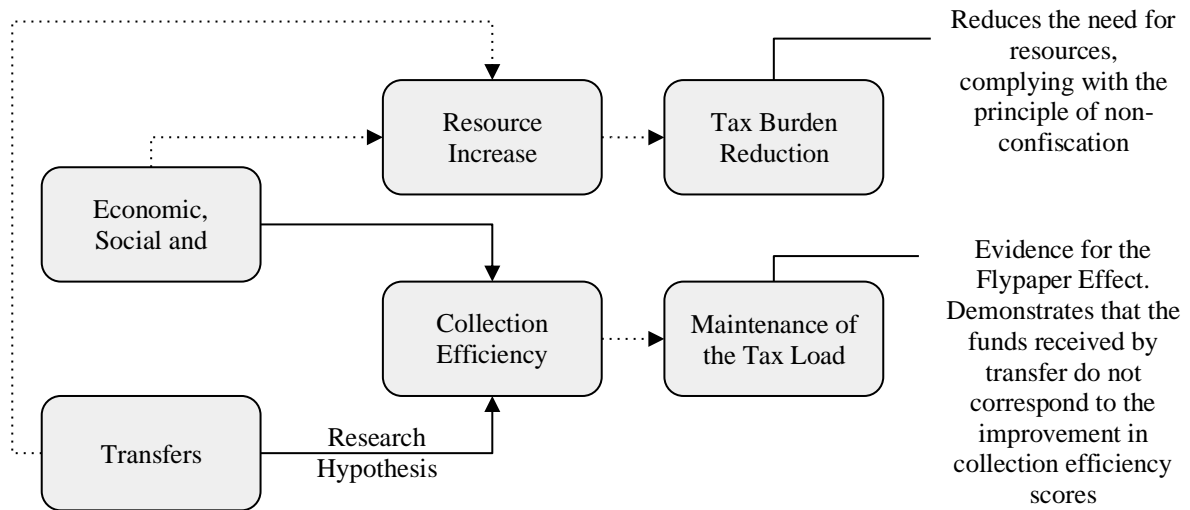 Reduces the need for
resources,
complying with the
principle of non-
confiscation
Resource
Increase
Tax Burden
Reduction
Economic,
Social and
Evidence for the
Flypaper Effect.
Demonstrates that the
funds received by
transfer do not
correspond to the
improvement in
collection efficiency
scores
Collection
Efficiency
Maintenance of
the Tax Load
Transfers
Research
Hypothesis